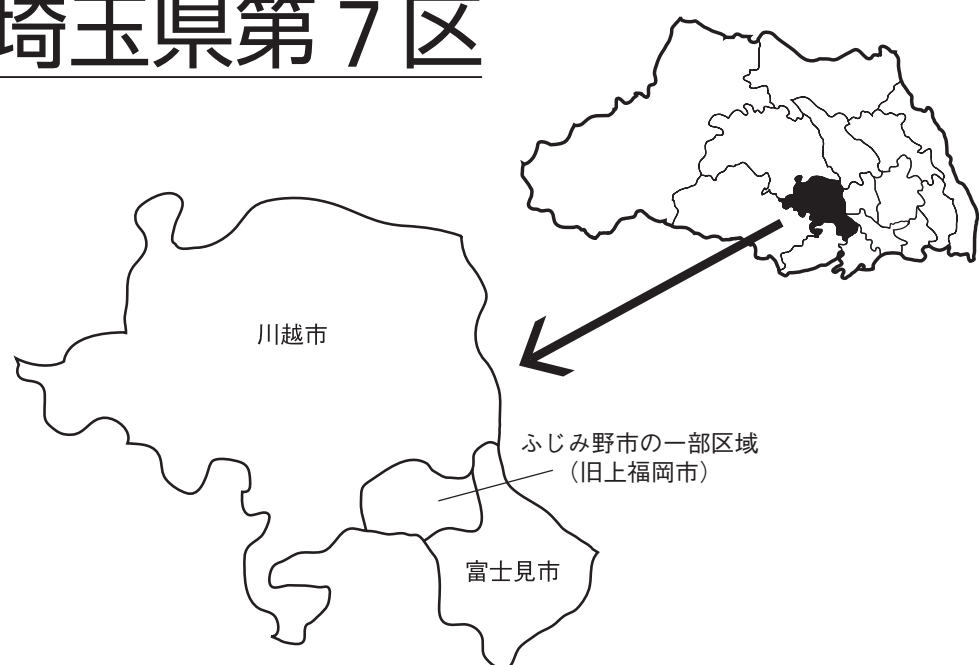 埼玉県第7区
川越市
ふじみ野市の一部区域
（旧上福岡市）
富士見市